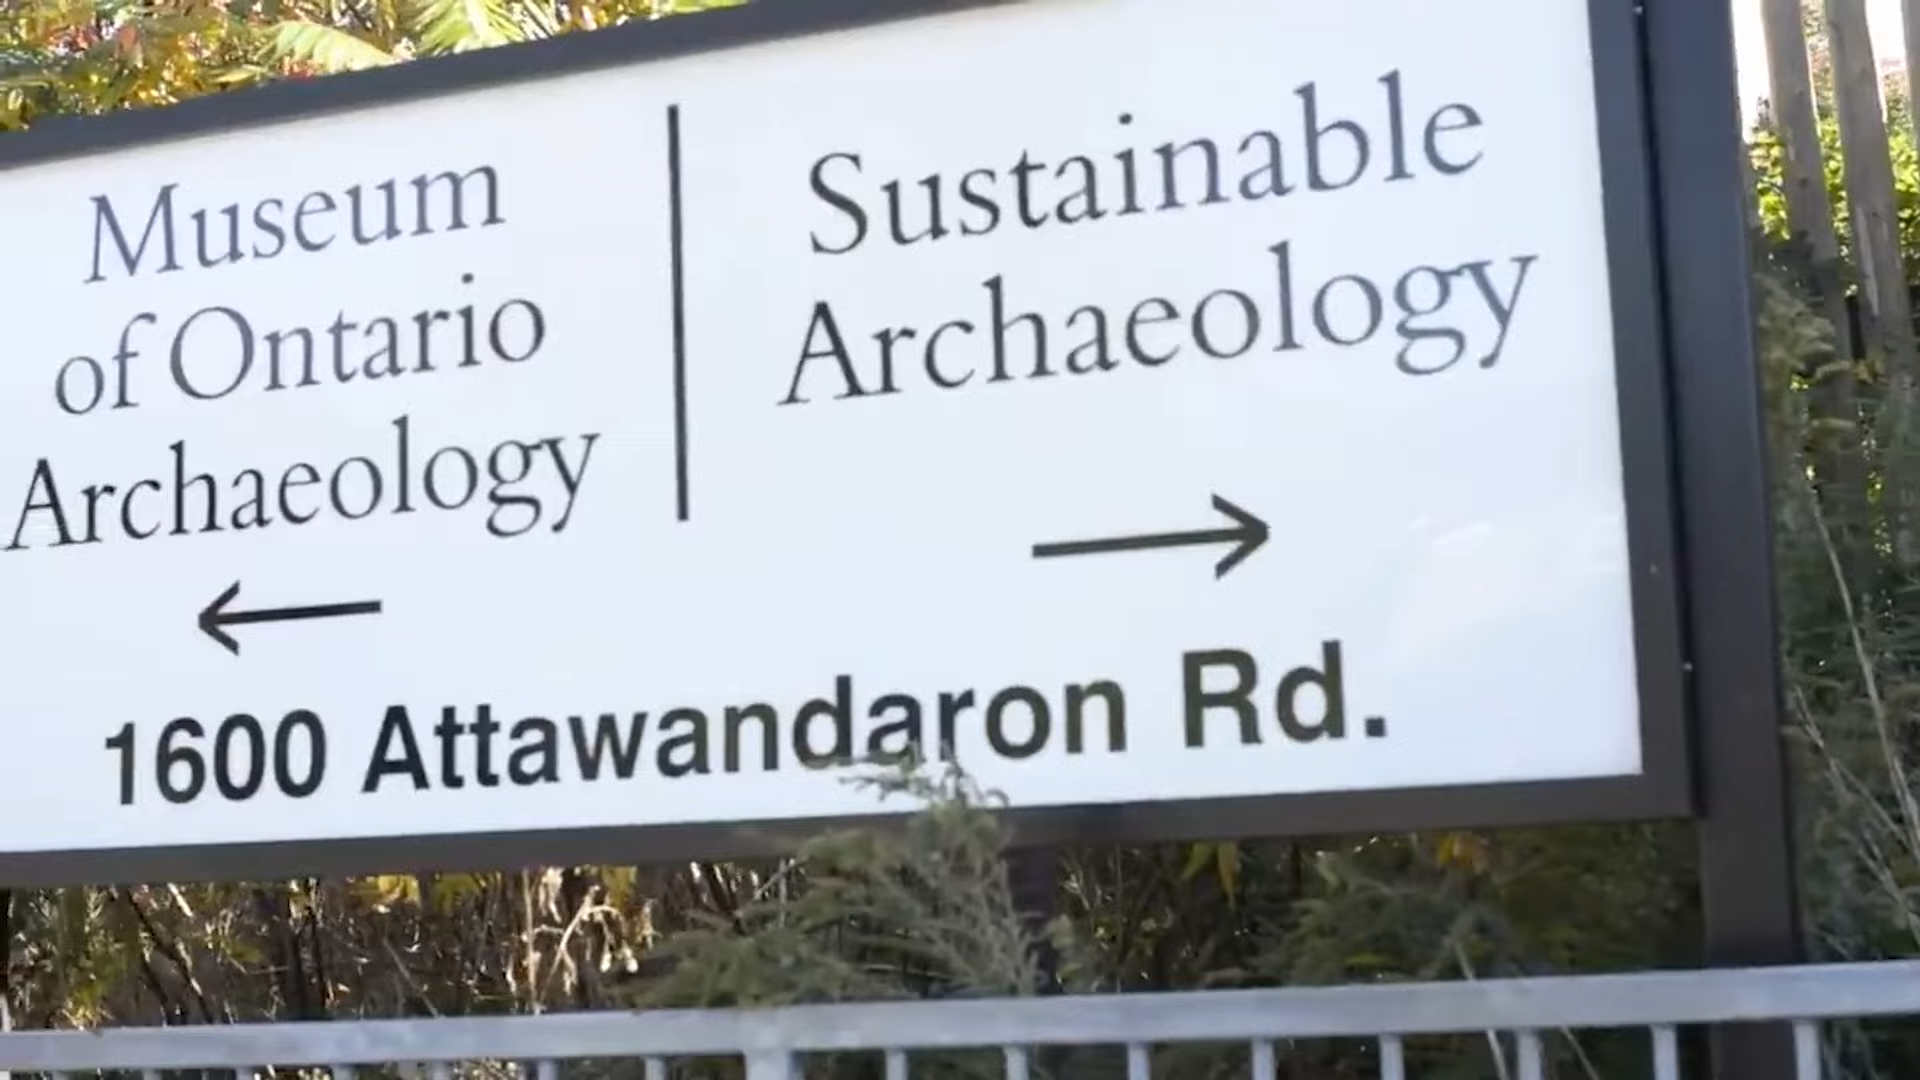 Museum
of Ontario
Archaeology
Sustainable
Archaeology
1600 Attawandaron Rd.